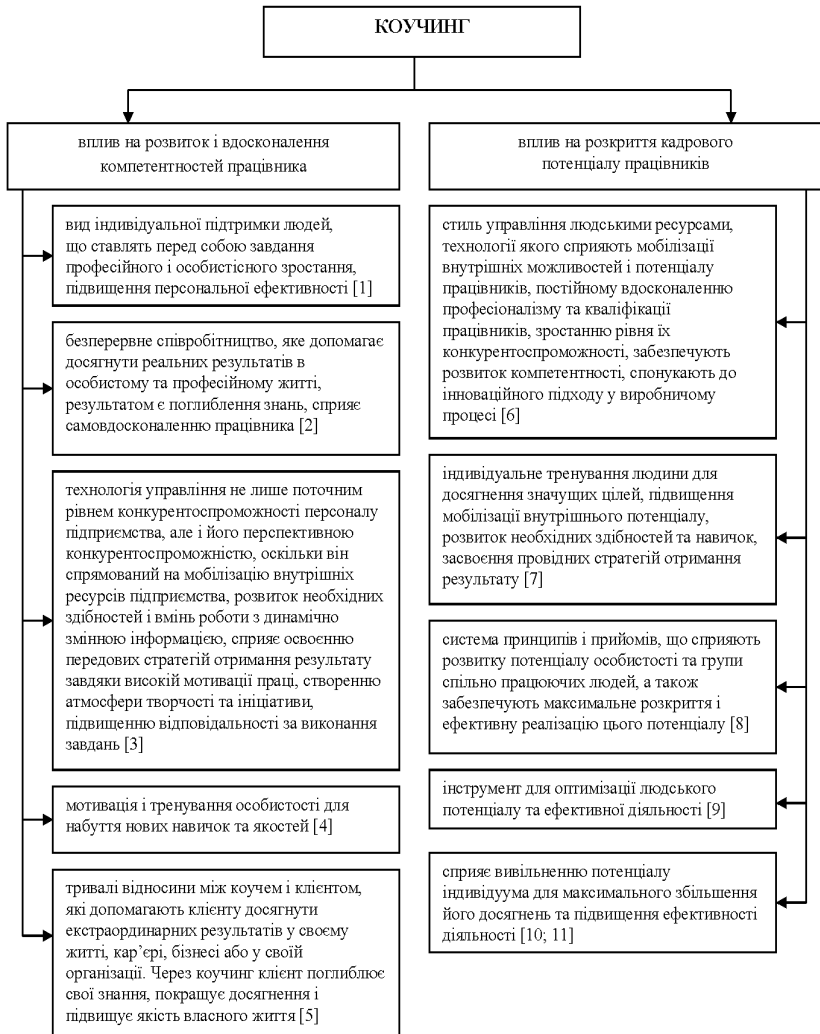 КОУЧИНГ
вплив на розвиток і вдосконалення
компетентностей працівника
вид індивідуальної підтримки людей,
що ставлять перед собою завдання
професійного і особистісного зростання,
підвищення персональної ефективності [1]
безперервне співробітництво, яке допомагає
досягнути реальних результатів в
особистому та професійному житті,
результатом є поглиблення знань, сприяє
самовдосконаленню працівника [2]
технологія управління не лише поточним
рівнем конкурентоспроможності персоналу
підприємства, але і його перспективною
конкурентоспроможністю, оскільки він
спрямований на мобілізацію внутрішніх
ресурсів підприємства, розвиток необхідних
здібностей і вмінь роботи з динамічно
змінною інформацією, сприяє освоєнню
передових стратегій отримання результату
завдяки високій мотивації праці, створенню
атмосфери творчості та ініціативи,
підвищенню відповідальності за виконання
завдань [3]
мотивація і тренування особистості для
набуття нових навичок та якостей [4]
тривалі відносини між коучем і клієнтом,
які допомагають клієнту досягнути
екстраординарних результатів у своєму
житті, кар’єрі, бізнесі або у своїй
організації. Через коучинг клієнт поглиблює
свої знання, покращує досягнення і
підвищує якість власного життя [5]
вплив на розкриття кадрового
потенціалу працівників
стиль управління людськими ресурсами,
технології якого сприяють мобілізації
внутрішніх можливостей і потенціалу
працівників, постійному вдосконаленню
професіоналізму та кваліфікації
працівників, зростанню рівня їх
конкурентоспроможності, забезпечують
розвиток компетентності, спонукають до
інноваційного підходу у виробничому
процесі [6]
індивідуальне тренування людини для
досягнення значущих цілей, підвищення
мобілізації внутрішнього потенціалу,
розвиток необхідних здібностей та навичок,
засвоєння провідних стратегій отримання
результату [7]
система принципів і прийомів, що сприяють
розвитку потенціалу особистості та групи
спільно працюючих людей, а також
забезпечують максимальне розкриття і
ефективну реалізацію цього потенціалу [8]
інструмент для оптимізації людського
потенціалу та ефективної діяльності [9]
сприяє вивільненню потенціалу
індивідуума для максимального збільшення
його досягнень та підвищення ефективності
діяльності [10; 11]